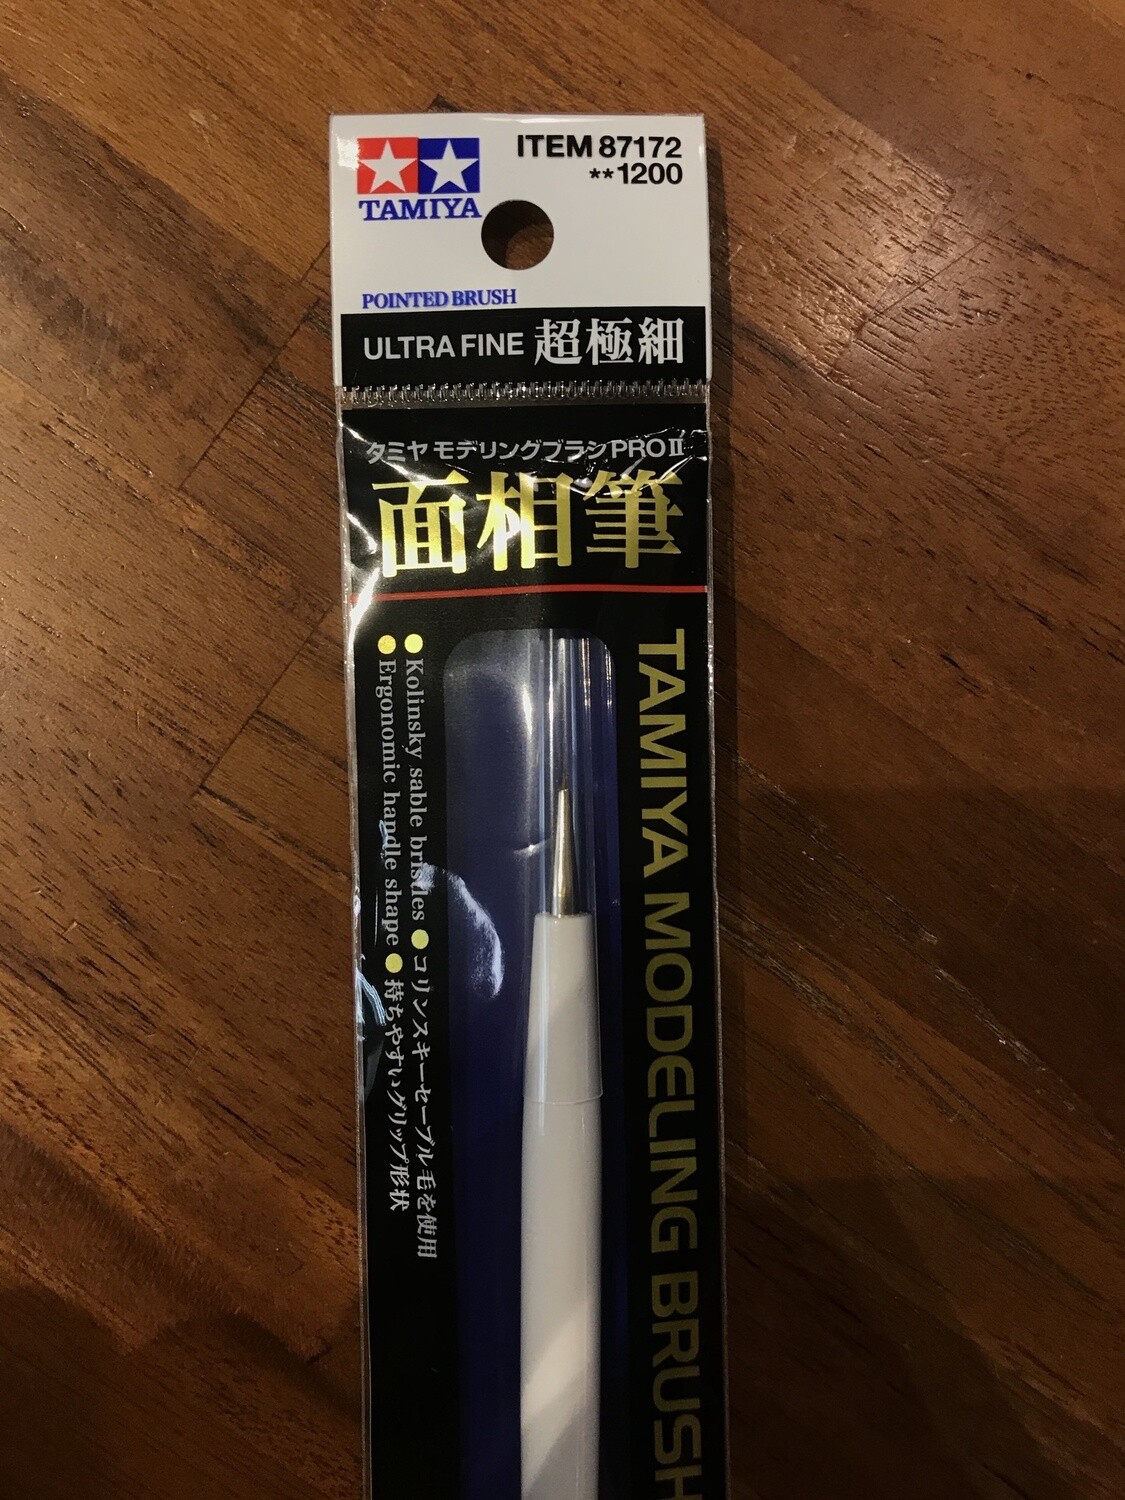 ITEM 87172
**1200
TAMIYA
POINTED BRUSH
ULTRA FINE 超極細
タミヤ モデリングブラシPROⅡ
面相筆
TAMIYA MODELING BRUSH
●Kolinsky sable bristles ●コリンスキーセーブル毛を使用
●Ergonomic handle shape ●持ちやすいグリップ形状